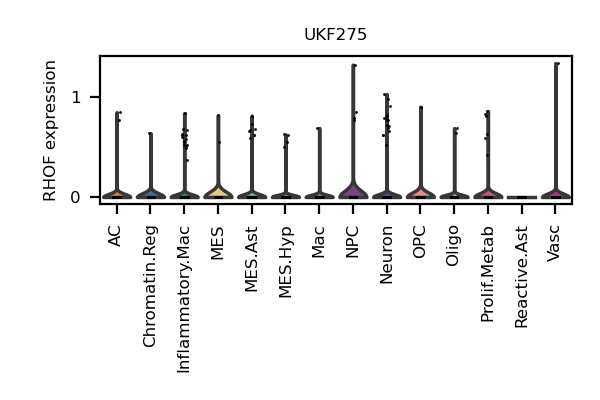 UKF275
RHOF expression
1
0
AC
Chromatin.Reg
Inflammatory.Mac
MES
MES.Ast
MES.Hyp
Mac
NPC
Neuron
OPC
Oligo
Prolif.Metab
Reactive.Ast
Vasc